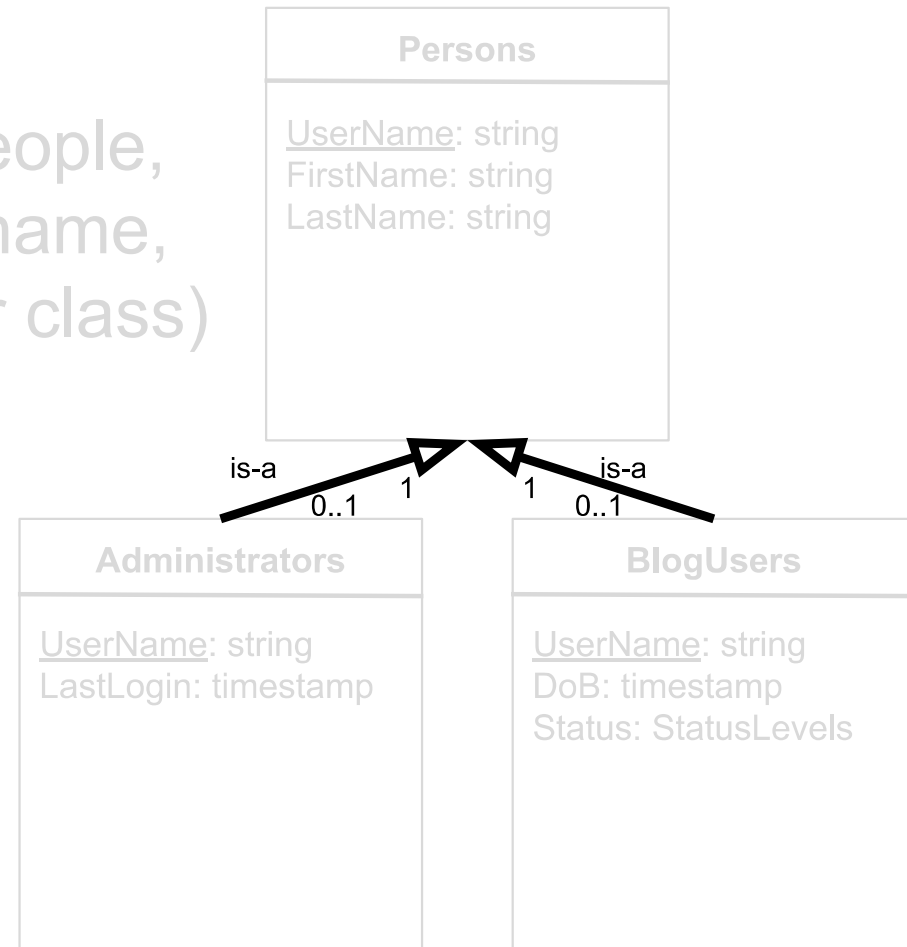 Persons
UserName: string
FirstName: string
LastName: string
eople,
name,
r class)
is-a
0..1
1
1
0..1
is-a
Administrators
UserName: string
LastLogin: timestamp
BlogUsers
UserName: string
DoB: timestamp
Status: StatusLevels